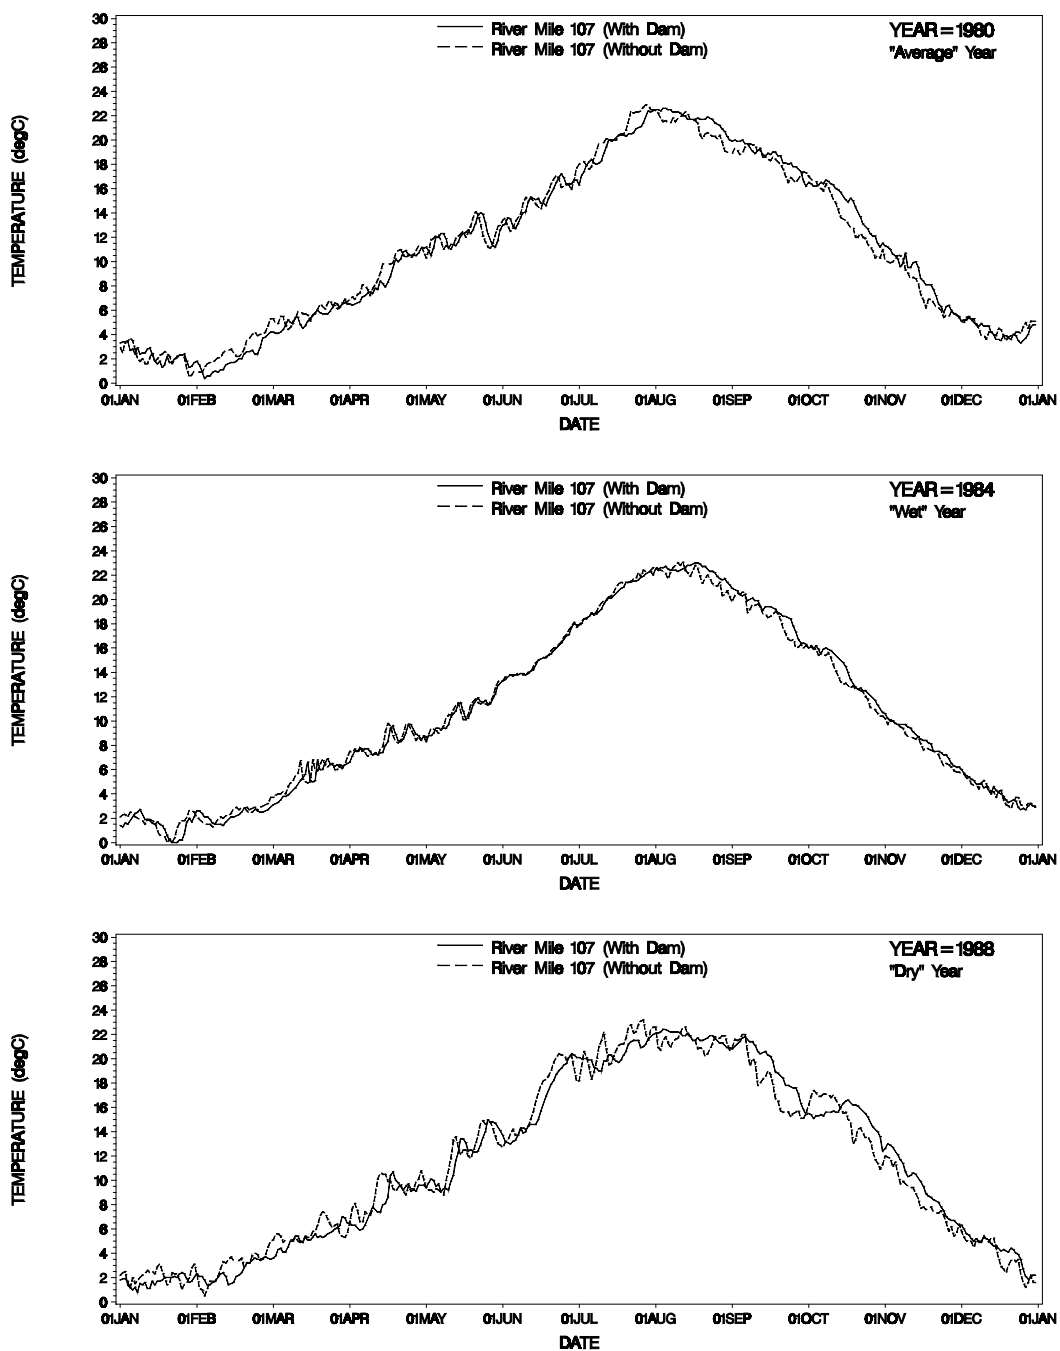 River Mile 107 (With Dam)
YEAR=1980
River Mile 107 (Without Dam)
"Average" Year
TEMPERATURE (degC)
30
28
26
24
22
20
18
16
14
12
10
8
6
4
2
0
01JAN 01FEB 01MAR 01APR 01MAY 01JUN 01JUL 01AUG 01SEP 01OCT 01NOV 01DEC 01JAN
DATE
River Mile 107 (With Dam)
YEAR=1984
River Mile 107 (Without Dam)
"Wet" Year
TEMPERATURE (degC)
30
28
26
24
22
20
18
16
14
12
10
8
6
4
2
0
01JAN 01FEB 01MAR 01APR 01MAY 01JUN 01JUL 01AUG 01SEP 01OCT 01NOV 01DEC 01JAN
DATE
River Mile 107 (With Dam)
YEAR=1988
River Mile 107 (Without Dam)
"Dry" Year
TEMPERATURE (degC)
30
28
26
24
22
20
18
16
14
12
10
8
6
4
2
0
01JAN 01FEB 01MAR 01APR 01MAY 01JUN 01JUL 01AUG 01SEP 01OCT 01NOV 01DEC 01JAN
DATE